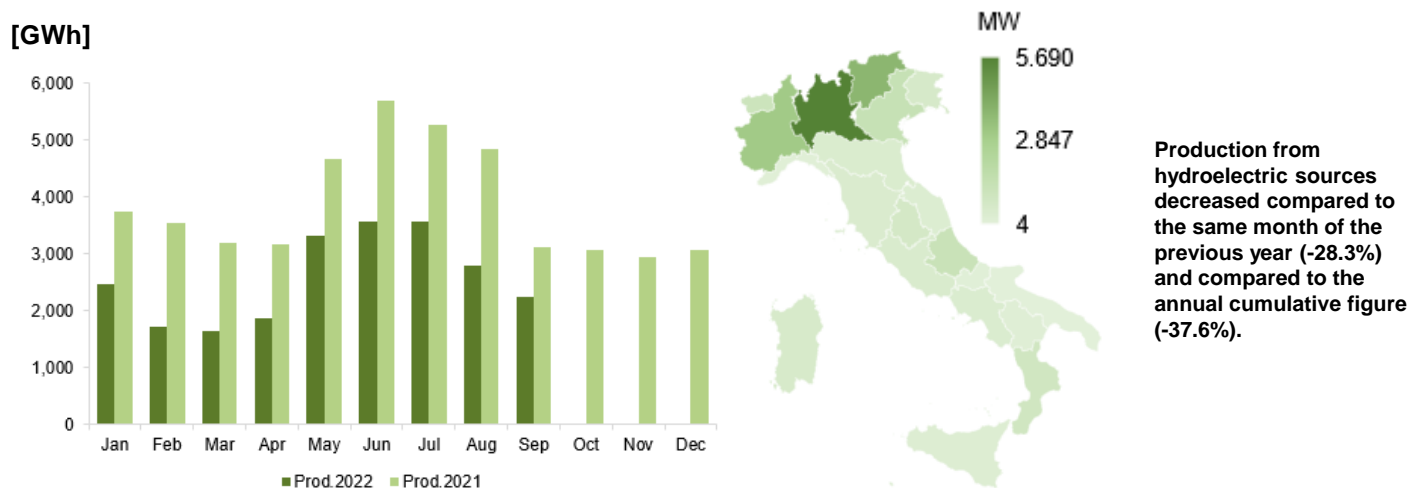 [GWh]
6,000
5,000
4,000
3,000
2,000
1,000
0
Jan Feb Mar Apr May Jun Jul Aug Sep Oct Nov Dec
Prod.2022 Prod.2021
MW
5.690
2.847
4
Production from
hydroelectric sources
decreased compared to
the same month of the
previous year (-28.3%)
and compared to the
annual cumulative figure
(-37.6%).